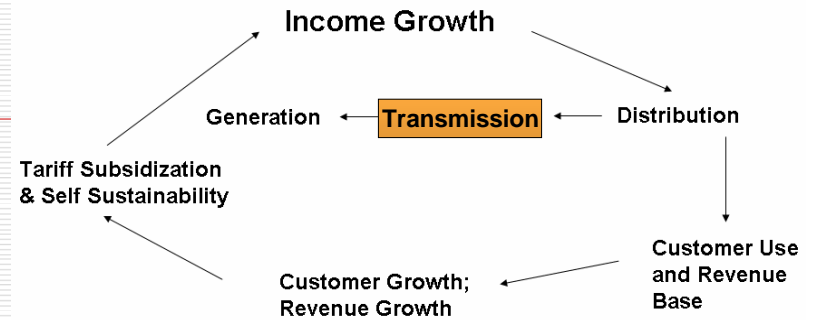 Income Growth
Generation
Transmission
Distribution
Tariff Subsidization
& Self Sustainability
Customer Use
and Revenue
Base
Customer Growth;
Revenue Growth